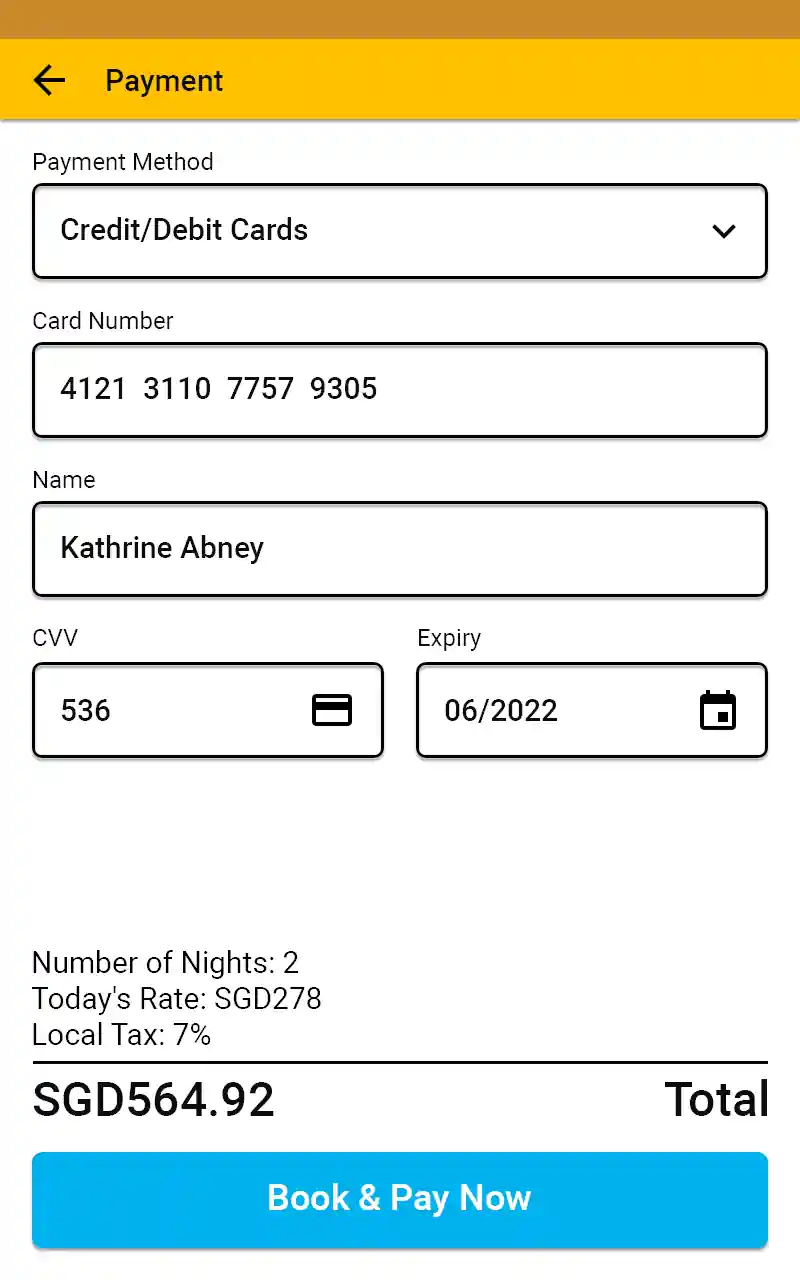 Payment
Payment Method
Credit/Debit Cards
Card Number
4121 3110 7757 9305
Name
Kathrine Abney
CVV
Expiry
536
06/2022
Number of Nights: 2
Today's Rate: SGD278
Local Tax: 7%
SGD564.92 Total
Book & Pay Now